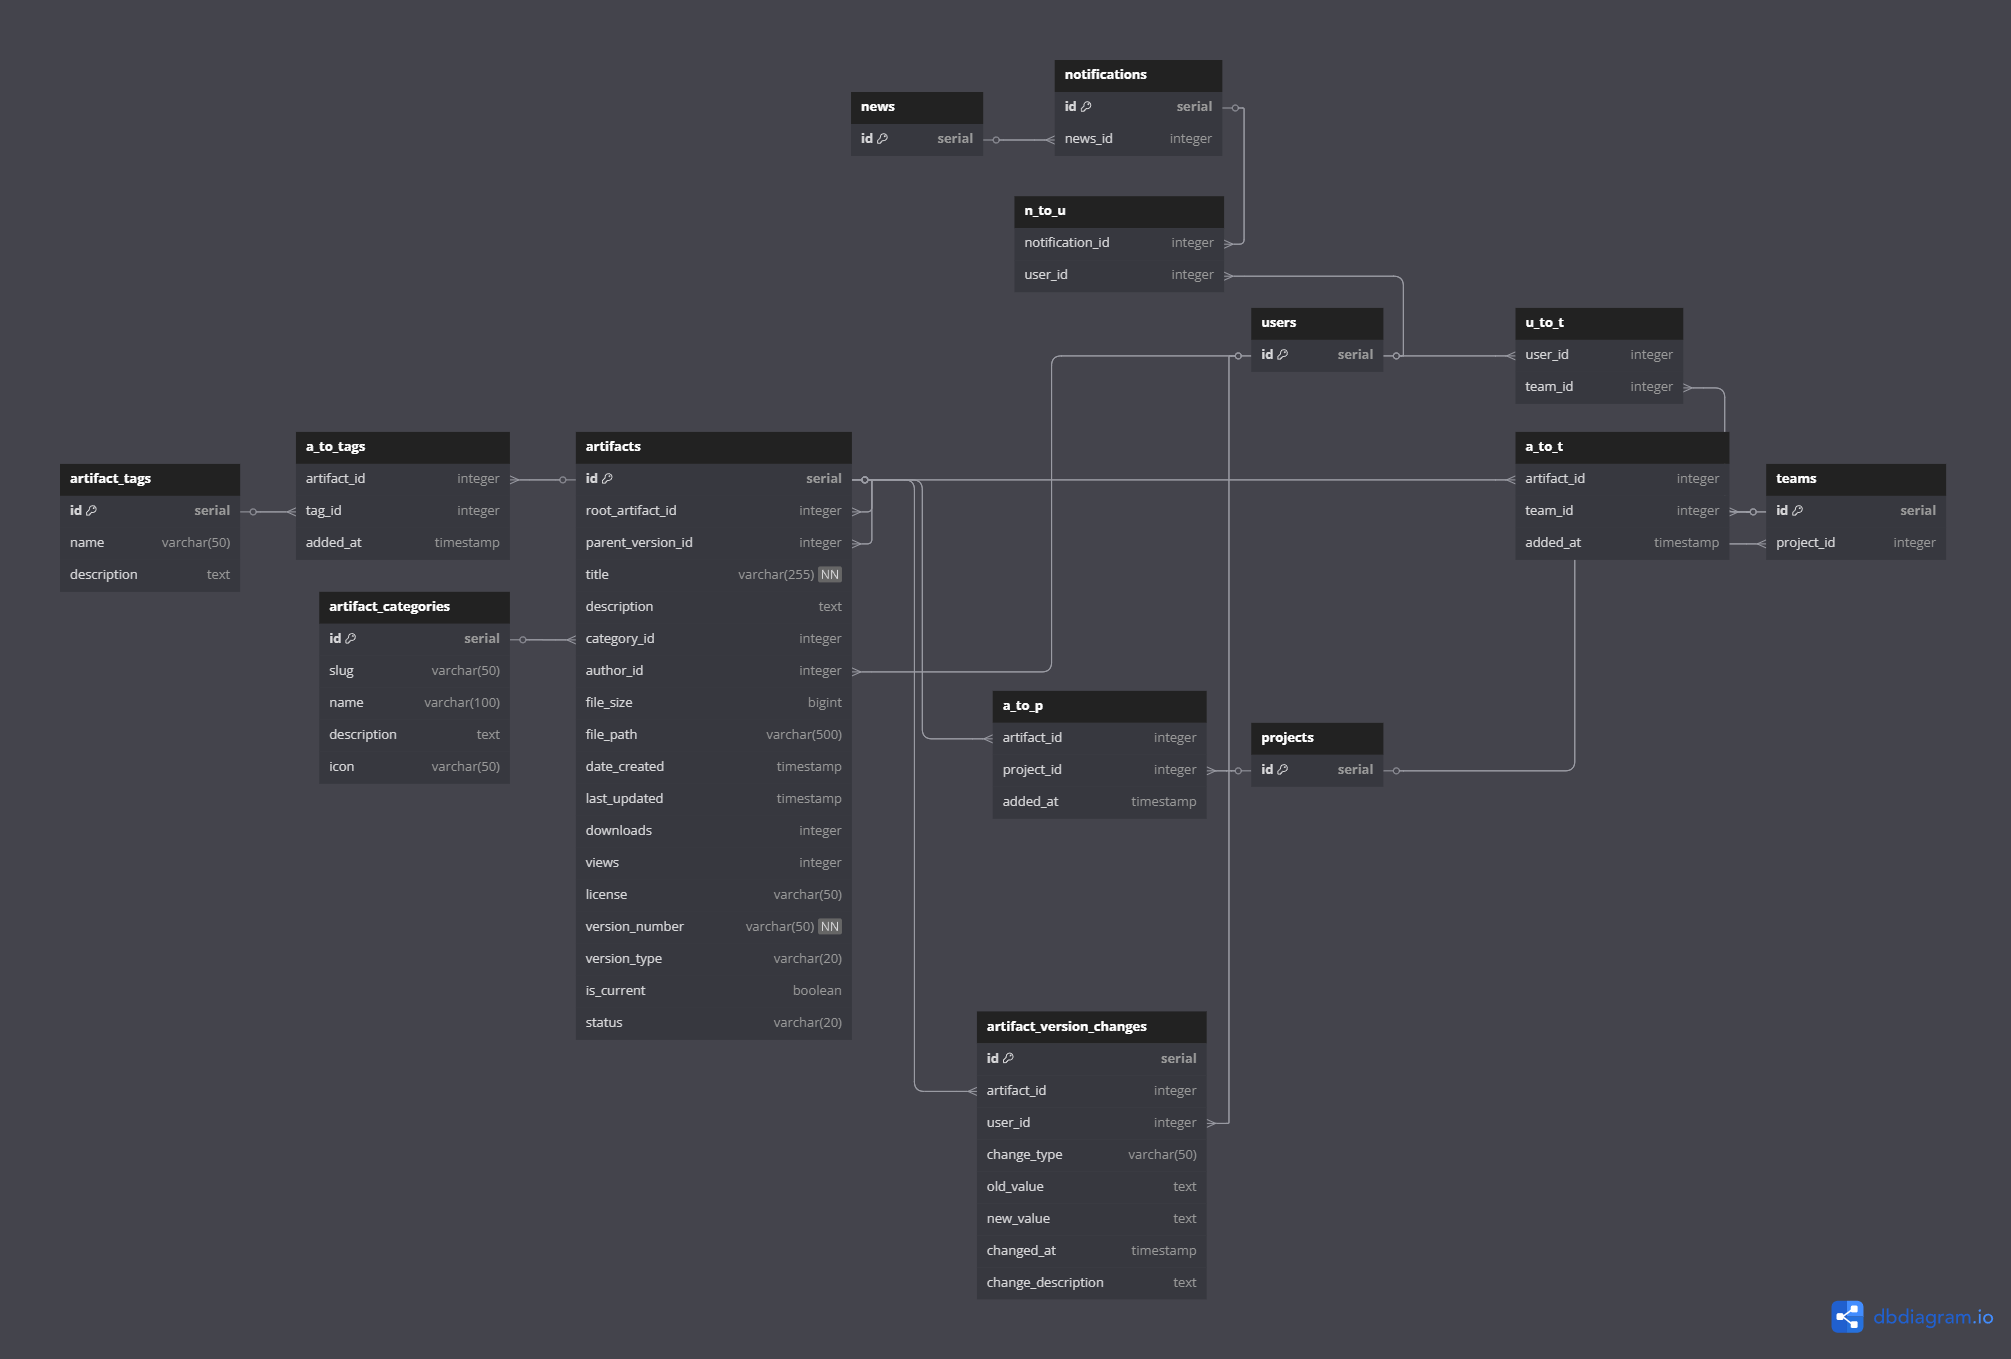 notifications
id serial
news_id integer
news
id serial
n_to_u
notification_id integer
user_id integer
users
id serial
u_to_t
user_id integer
team_id integer
artifact_tags
id serial
name varchar(50)
description text
a_to_tags
artifact_id integer
tag_id integer
added_at timestamp
artifact_categories
id serial
slug varchar(50)
name varchar(100)
description text
icon varchar(50)
artifacts
id serial
root_artifact_id integer
parent_version_id integer
title varchar(255) NN
description text
category_id integer
author_id integer
file_size bigint
file_path varchar(500)
date_created timestamp
last_updated timestamp
downloads integer
views integer
license varchar(50)
version_number varchar(50) NN
version_type varchar(20)
is_current boolean
status varchar(20)
a_to_t
artifact_id integer
team_id integer
added_at timestamp
teams
id serial
project_id integer
a_to_p
artifact_id integer
project_id integer
added_at timestamp
projects
id serial
artifact_version_changes
id serial
artifact_id integer
user_id integer
change_type varchar(50)
old_value text
new_value text
changed_at timestamp
change_description text
dbdiagram.io